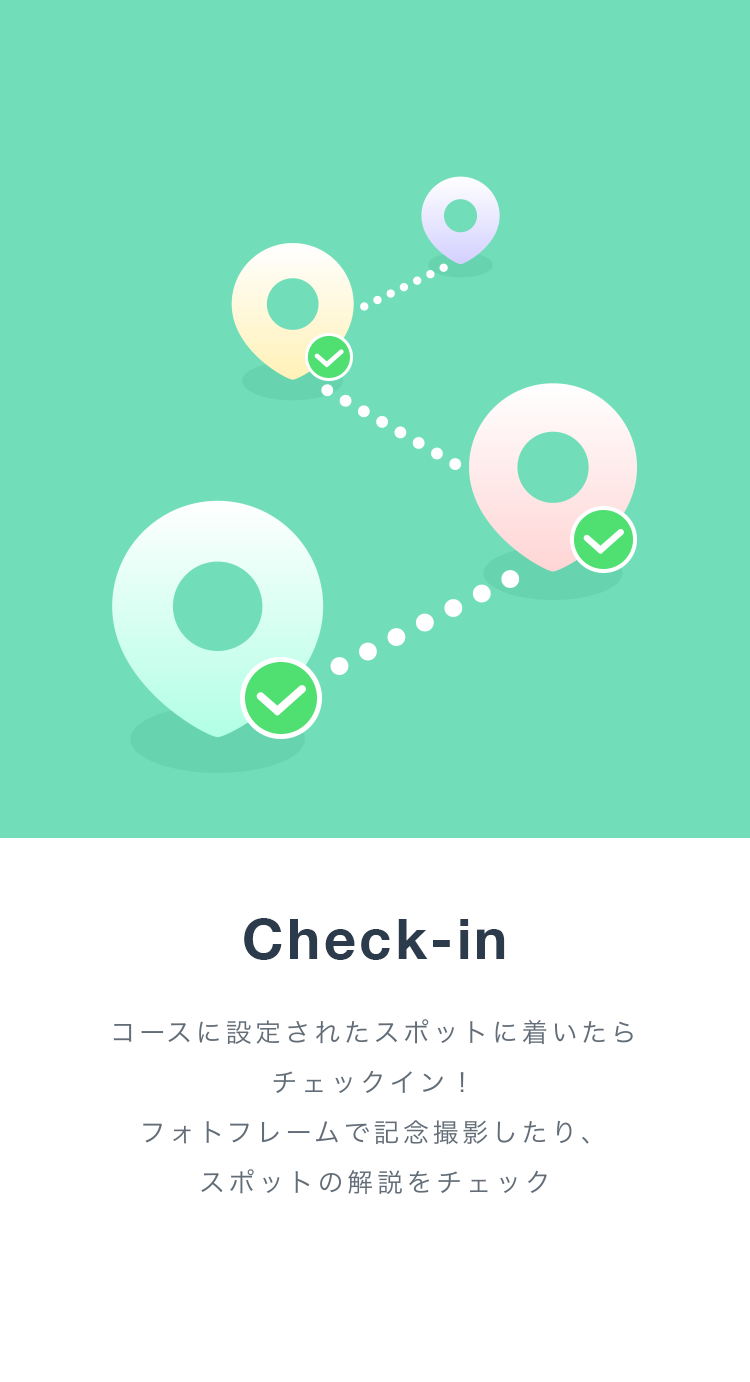 Check-in
コースに設定されたスポットに着いたら
チェックイン！
フォトフレームで記念撮影したり、
スポットの解説をチェック